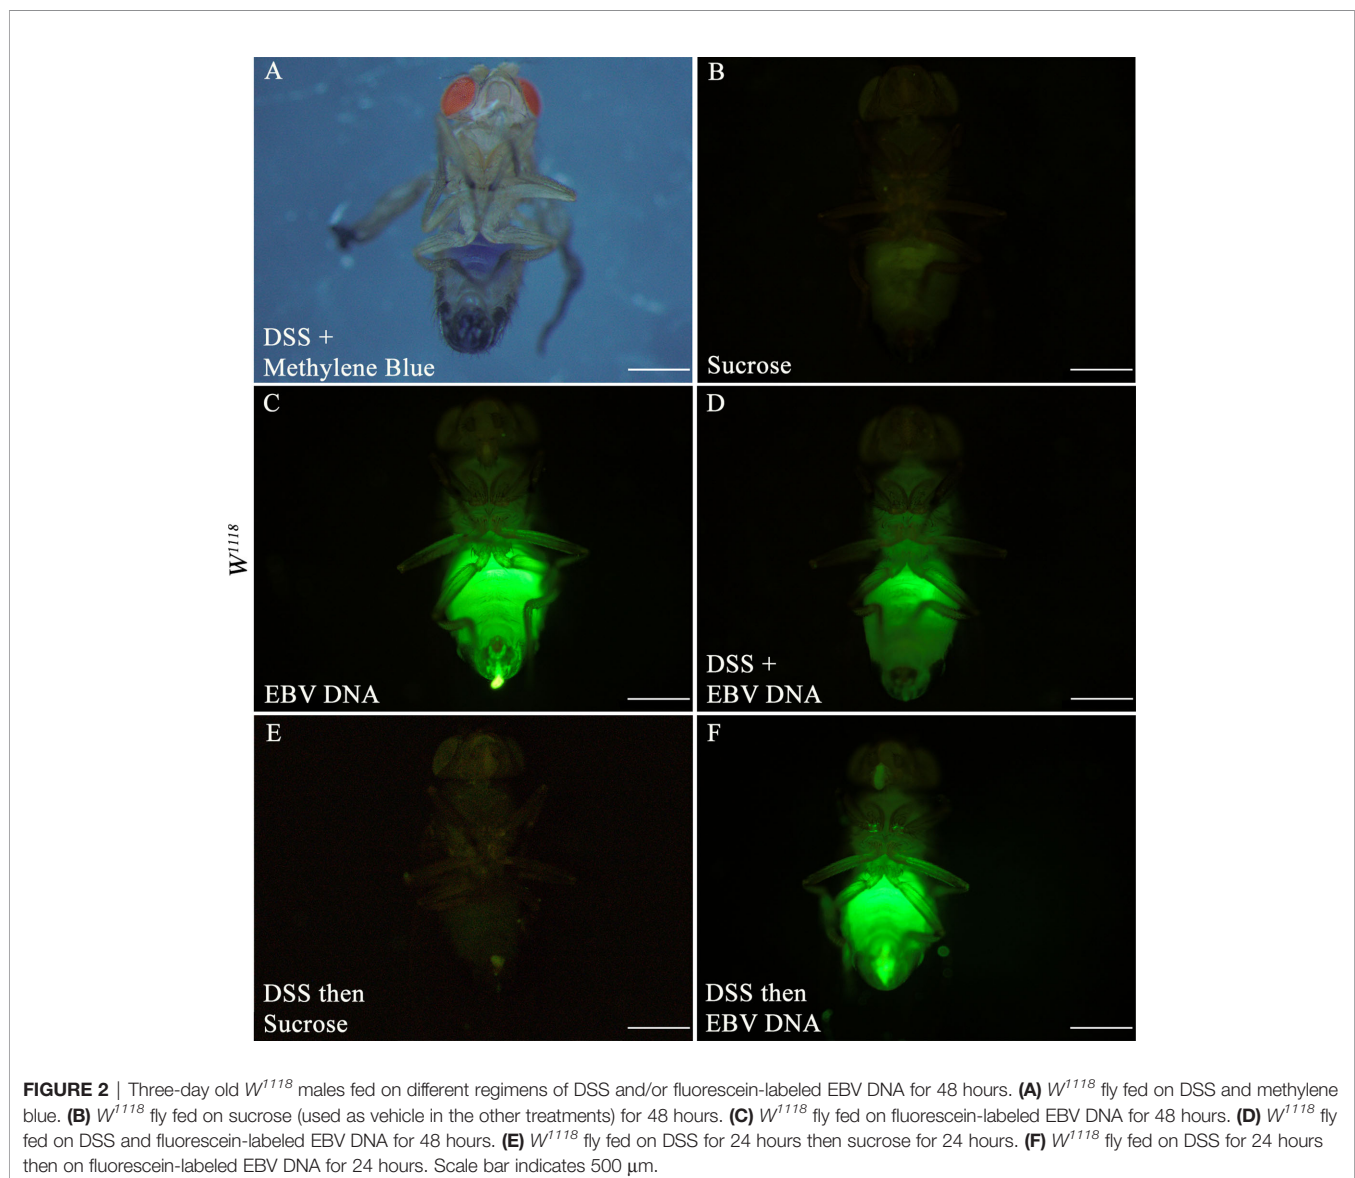 A
DSS +
Methylene Blue
B
Sucrose
C
EBV DNA
D
DSS +
EBV DNA
W1118
E
DSS then
Sucrose
F
DSS then
EBV DNA
FIGURE 2 | Three-day old W1118 males fed on different regimens of DSS and/or fluorescein-labeled EBV DNA for 48 hours. (A) W1118 fly fed on DSS and methylene
blue. (B) W1118 fly fed on sucrose (used as vehicle in the other treatments) for 48 hours. (C) W1118 fly fed on fluorescein-labeled EBV DNA for 48 hours. (D) W1118 fly
fed on DSS and fluorescein-labeled EBV DNA for 48 hours. (E) W1118 fly fed on DSS for 24 hours then sucrose for 24 hours. (F) W1118 fly fed on DSS for 24 hours
then on fluorescein-labeled EBV DNA for 24 hours. Scale bar indicates 500 μm.